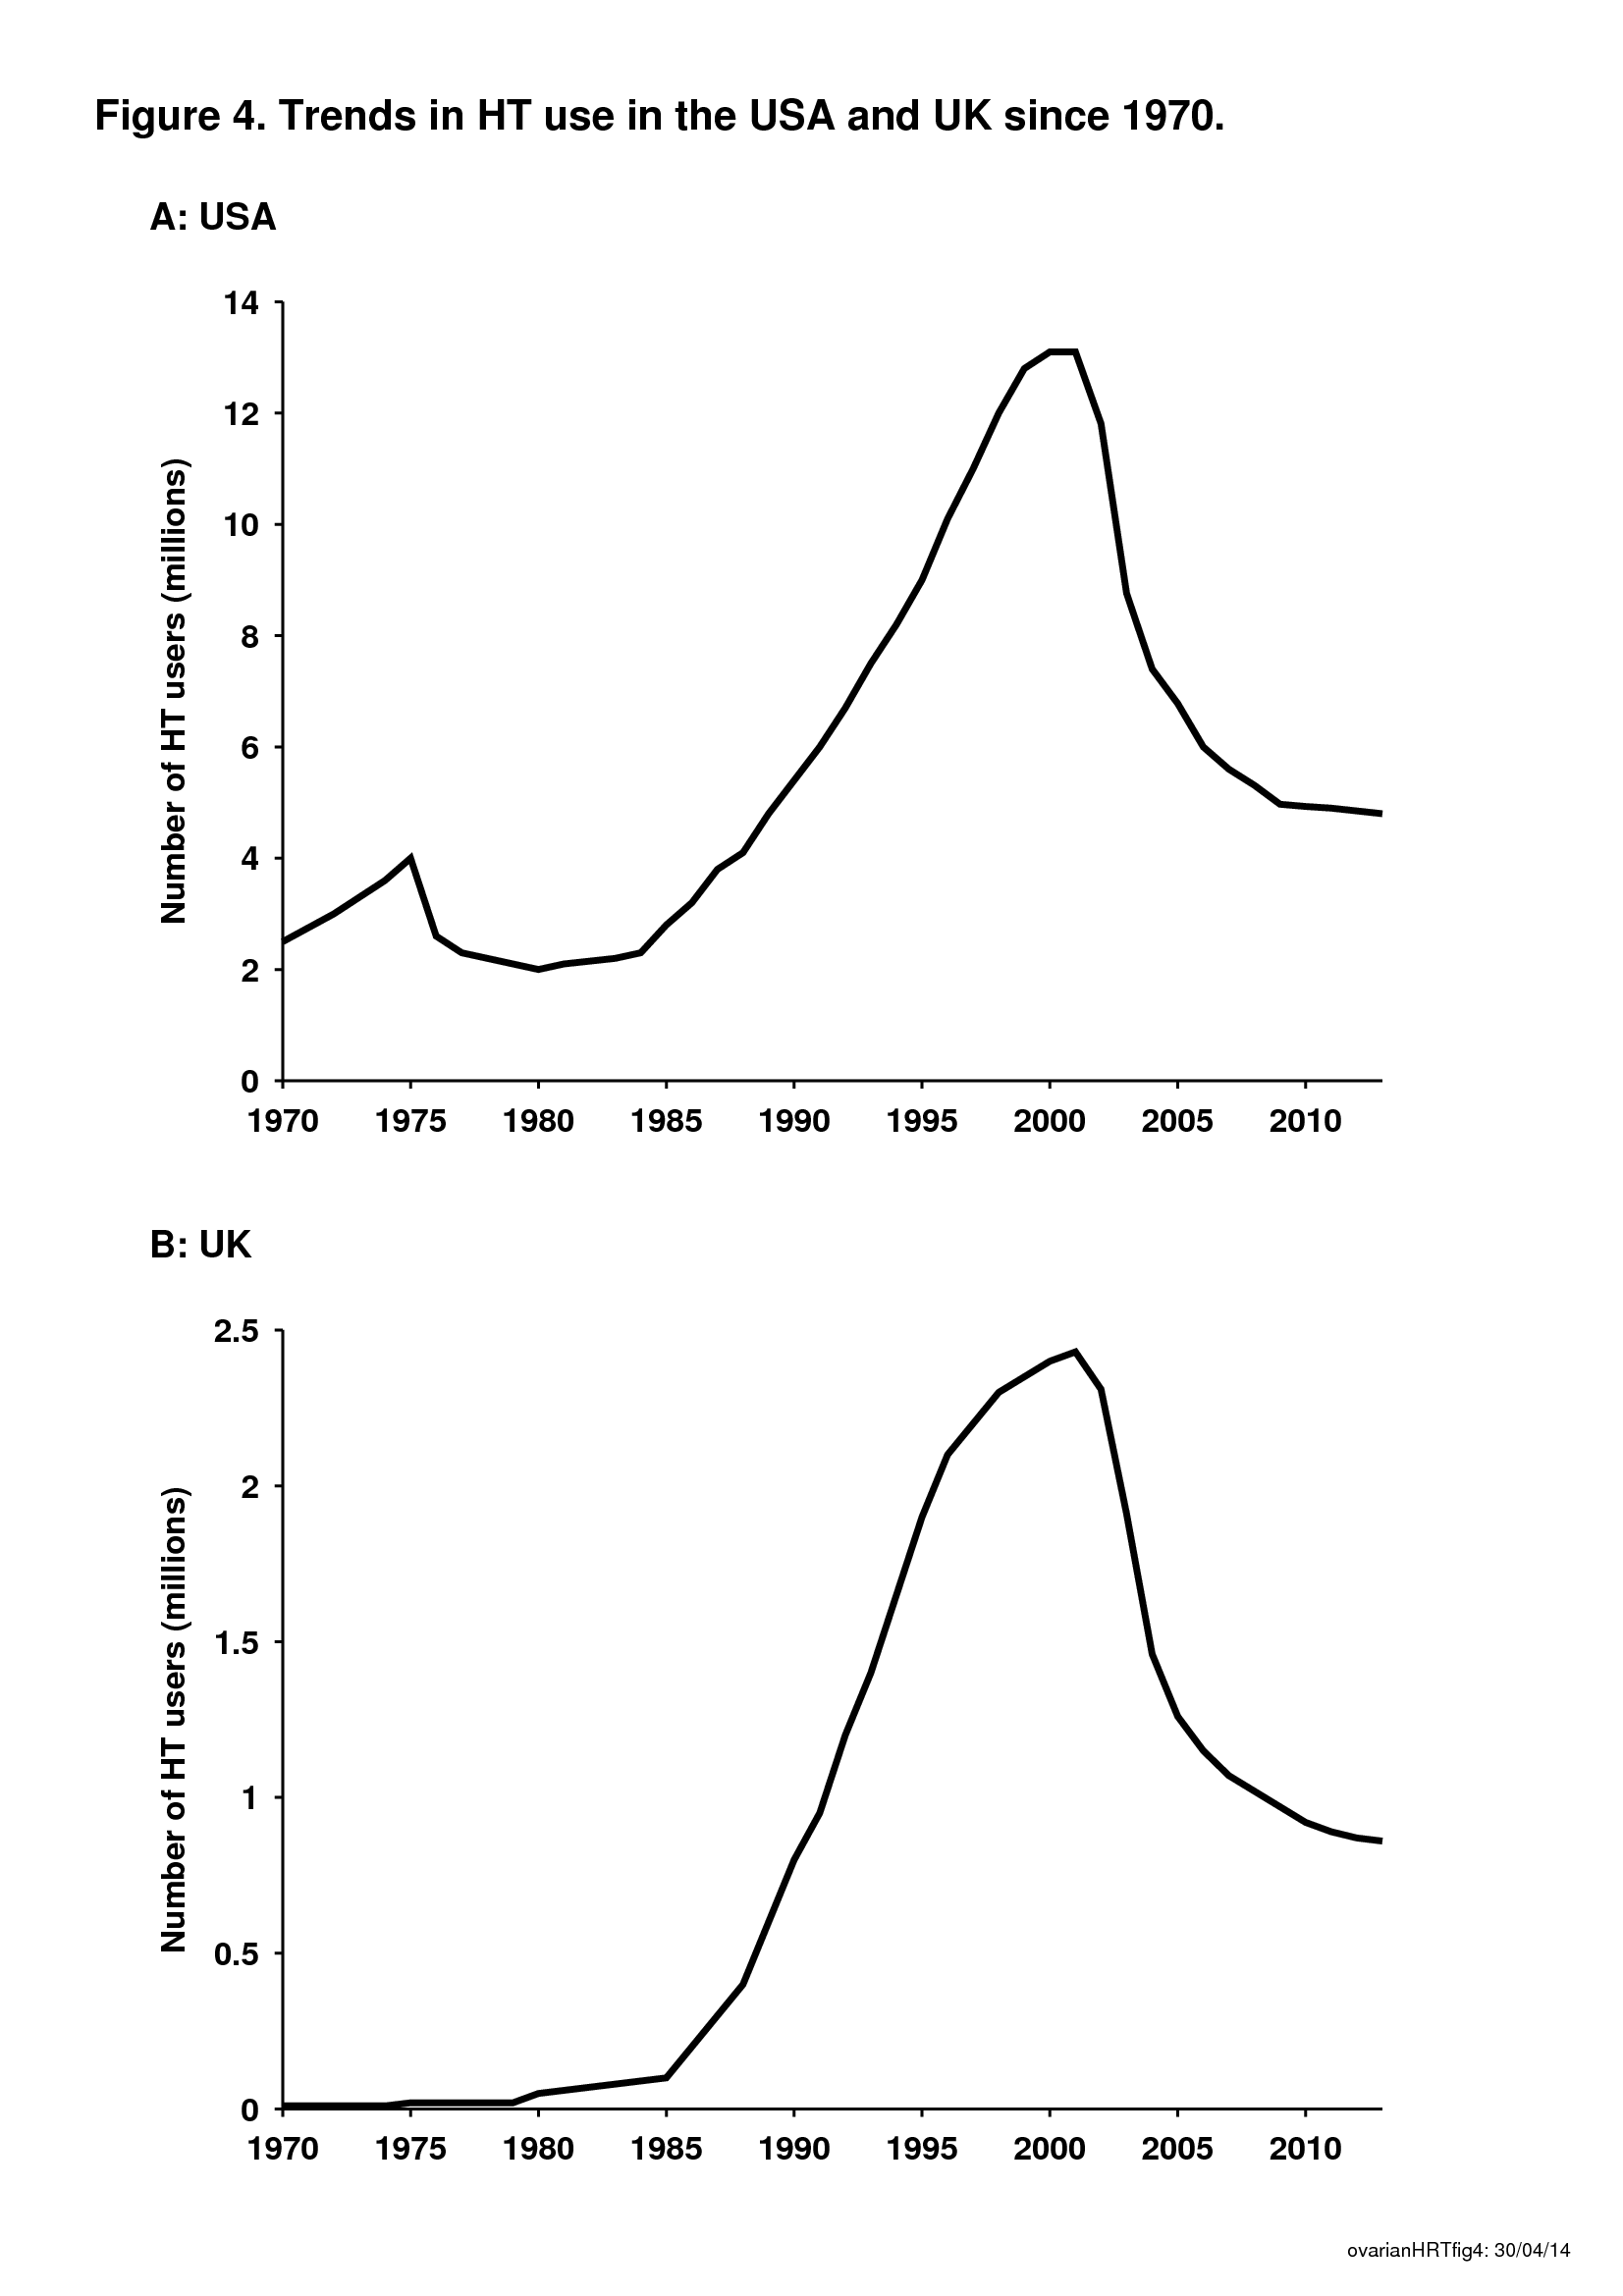 Figure 4. Trends in HT use in the USA and UK since 1970.
A: USA
14
12
10
8
6
4
2
0
Number of HT users (millions)
1970 1975 1980 1985 1990 1995 2000 2005 2010
B: UK
2.5
2
1.5
1
0.5
0
Number of HT users (millions)
1970 1975 1980 1985 1990 1995 2000 2005 2010
ovarianHRTfig4: 30/04/14